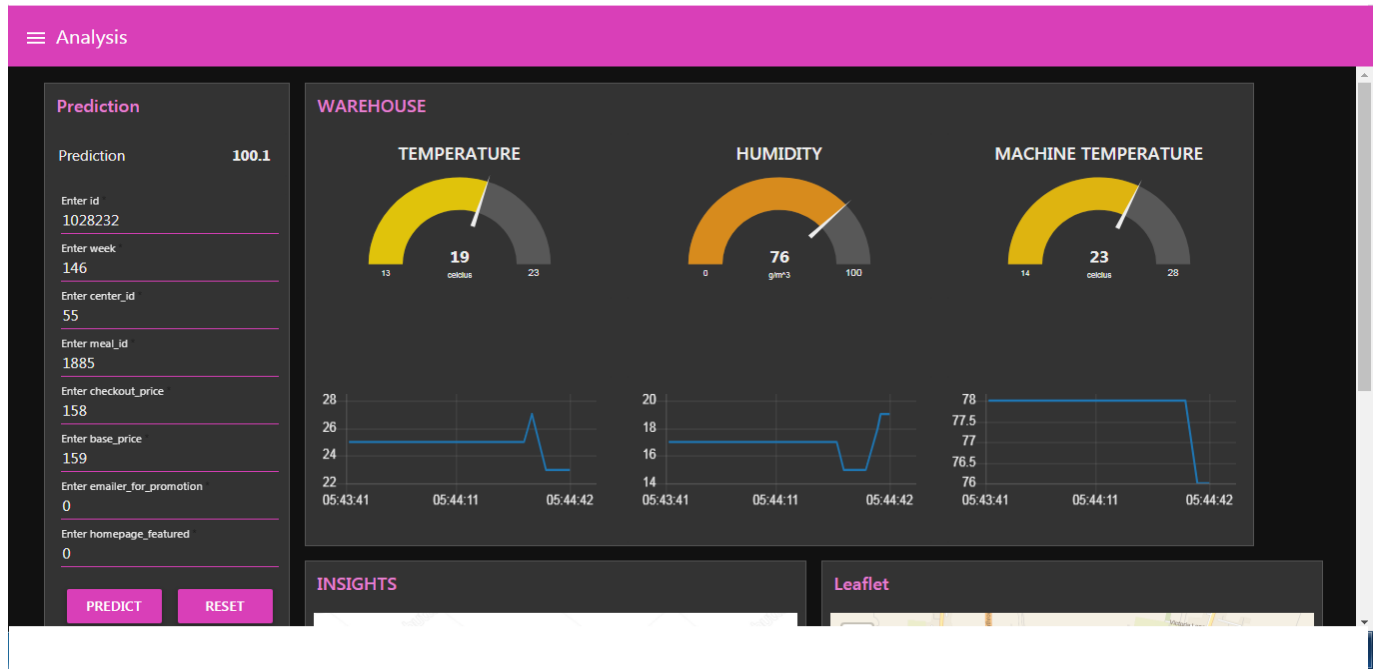 Analysis
Prediction
Prediction 100.1
Enter id *
1028232
Enter week *
146
Enter center_id *
55
Enter meal_id *
1885
Enter checkout_price *
158
Enter base_price *
159
Enter emailer_for_promotion *
0
Enter homepage_featured *
0
PREDICT RESET
WAREHOUSE
TEMPERATURE HUMIDITY MACHINE TEMPERATURE
19 76 23
13 celcius 23 0 g/m^3 100 14 celcius 28
28
26
24
22
05:43:41 05:44:11 05:44:42
20
18
16
14
05:43:41 05:44:11 05:44:42
78
77.5
77
76.5
76
05:43:41 05:44:11 05:44:42
INSIGHTS
Leaflet